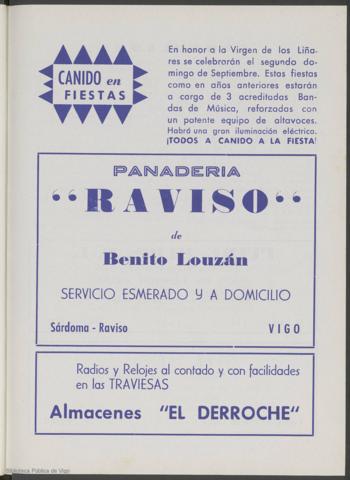 CANIDO en
FIESTAS
En honor a la Virgen de los Liña-
res se celebrarán el segundo do-
mingo de Septiembre. Estas fiestas
como en años anteriores estarán
a cargo de 3 acreditadas Ban-
das de Música, reforzadas con
un potente equipo de altavoces.
Habrá una gran iluminación eléctrica.
¡TODOS A CANIDO A LA FIESTA!
PANADERIA
"RAVISO"
de
Benito Louzán
SERVICIO ESMERADO Y A DOMICILIO
Sárdoma - Raviso VIGO
Radios y Relojes al contado y con facilidades
en las TRAVIESAS
Almacenes "EL DERROCHE"
Biblioteca Pública de Vigo